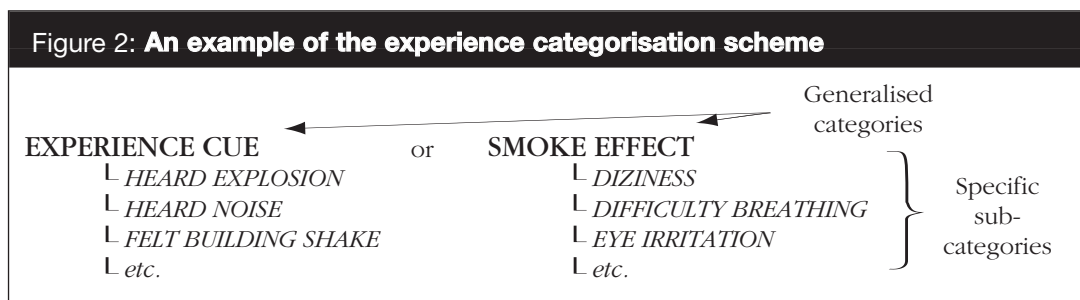 Figure 2: An example of the experience categorisation scheme
Generalised
categories
EXPERIENCE CUE or SMOKE EFFECT
HEARD EXPLOSION
HEARD NOISE
FELT BUILDING SHAKE
etc.
DIZINESS
DIFFICULTY BREATHING
EYE IRRITATION
etc.
Specific
sub-
categories